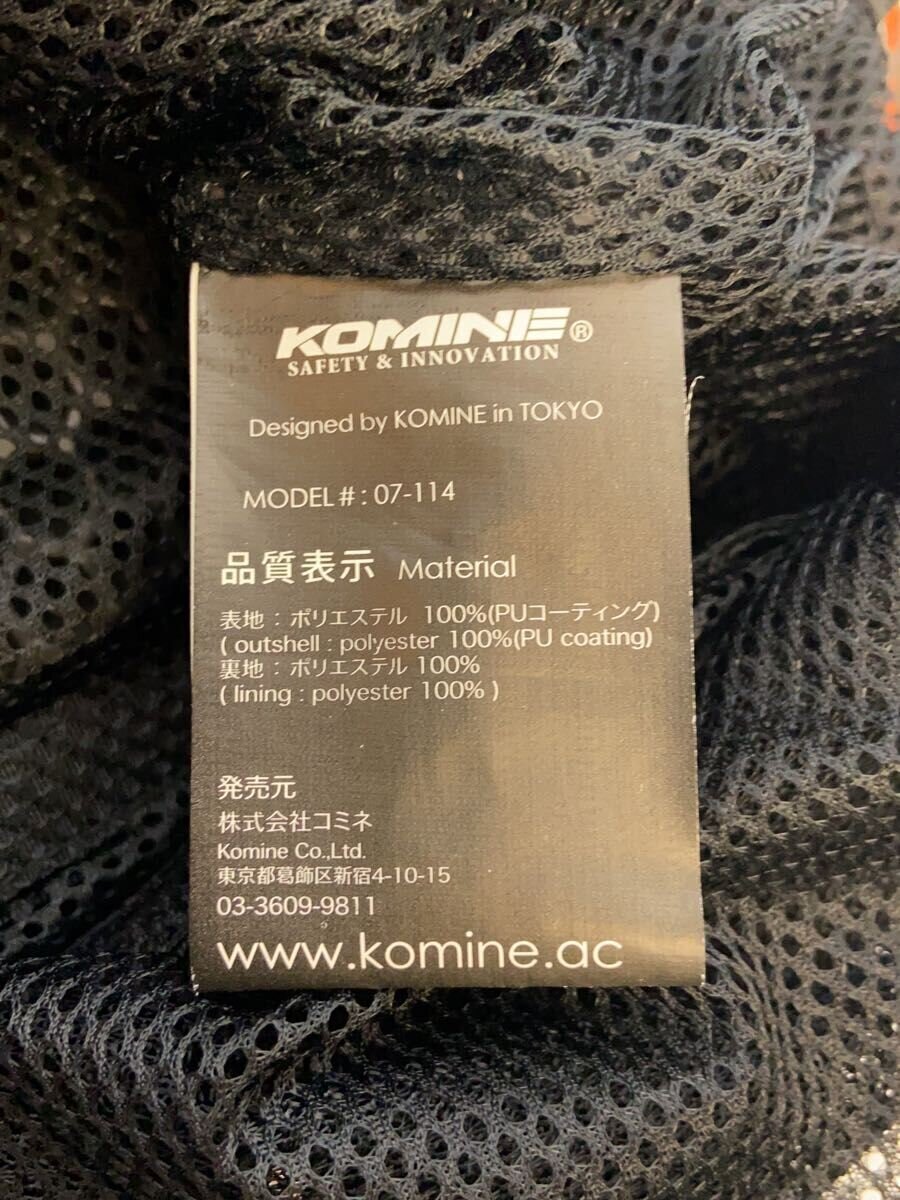 KOMINE®
SAFETY & INNOVATION
Designed by KOMINE in TOKYO
MODEL # : 07-114
品質表示 Material
表地 : ポリエステル 100%(PUコーティング)
( outshell : polyester 100%(PU coating)
裏地 : ポリエステル 100%
( lining : polyester 100% )
発売元
株式会社コミネ
Komine Co.,Ltd.
東京都葛飾区新宿4-10-15
03-3609-9811
www.komine.ac